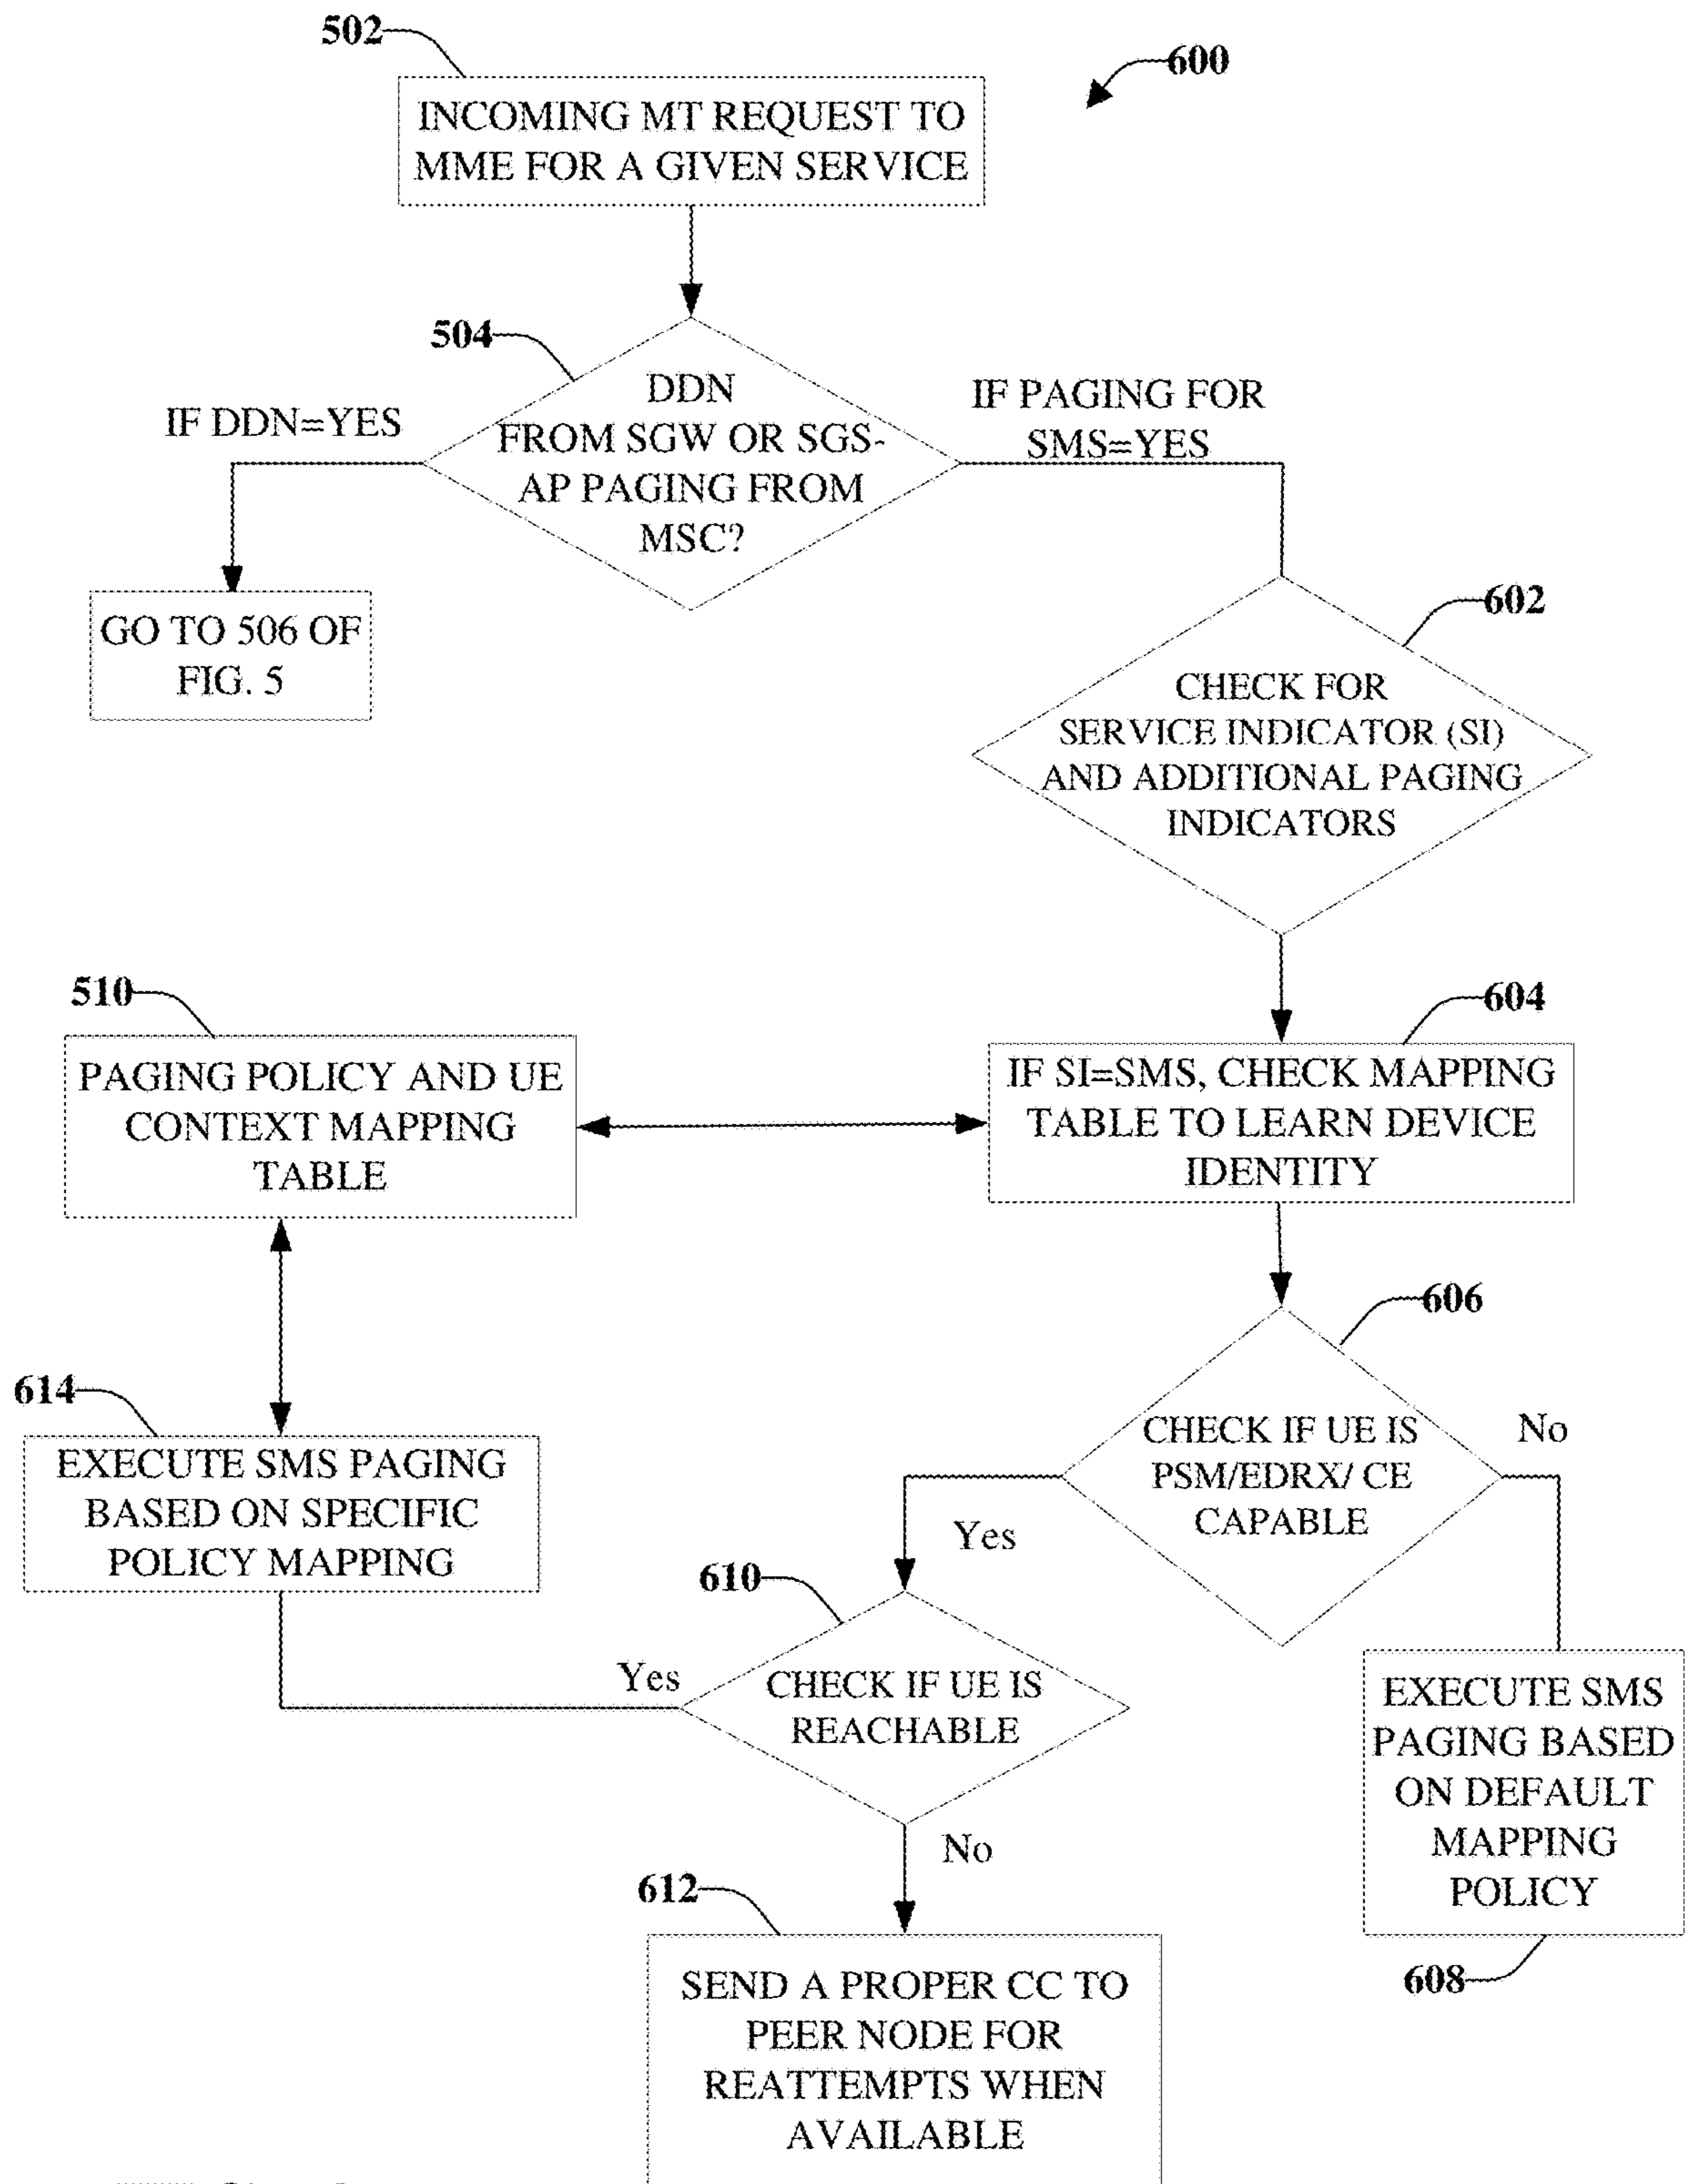 502
600
INCOMING MT REQUEST TO
MME FOR A GIVEN SERVICE
504
DDN
FROM SGW OR SGS-
AP PAGING FROM
MSC?
IF DDN=YES
IF PAGING FOR
SMS=YES
GO TO 506 OF
FIG. 5
602
CHECK FOR
SERVICE INDICATOR (SI)
AND ADDITIONAL PAGING
INDICATORS
510
PAGING POLICY AND UE
CONTEXT MAPPING
TABLE
604
IF SI=SMS, CHECK MAPPING
TABLE TO LEARN DEVICE
IDENTITY
606
CHECK IF UE IS
PSM/EDRX/ CE
CAPABLE
No
Yes
614
EXECUTE SMS PAGING
BASED ON SPECIFIC
POLICY MAPPING
610
Yes
CHECK IF UE IS
REACHABLE
No
EXECUTE SMS
PAGING BASED
ON DEFAULT
MAPPING
POLICY
608
612
SEND A PROPER CC TO
PEER NODE FOR
REATTEMPTS WHEN
AVAILABLE